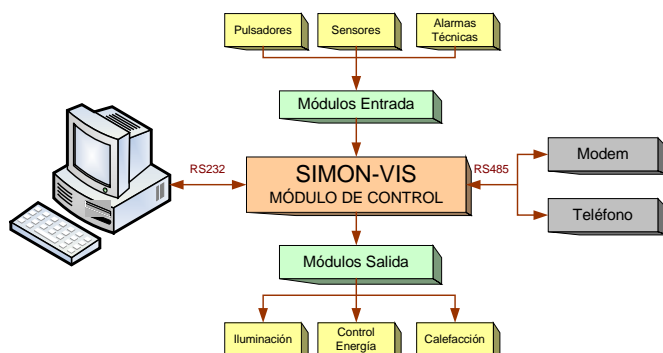 Pulsadores
Sensores
Alarmas
Técnicas
Módulos Entrada
RS232
SIMON-VIS
MÓDULO DE CONTROL
RS485
Modem
Teléfono
Módulos Salida
Iluminación
Control
Energía
Calefacción